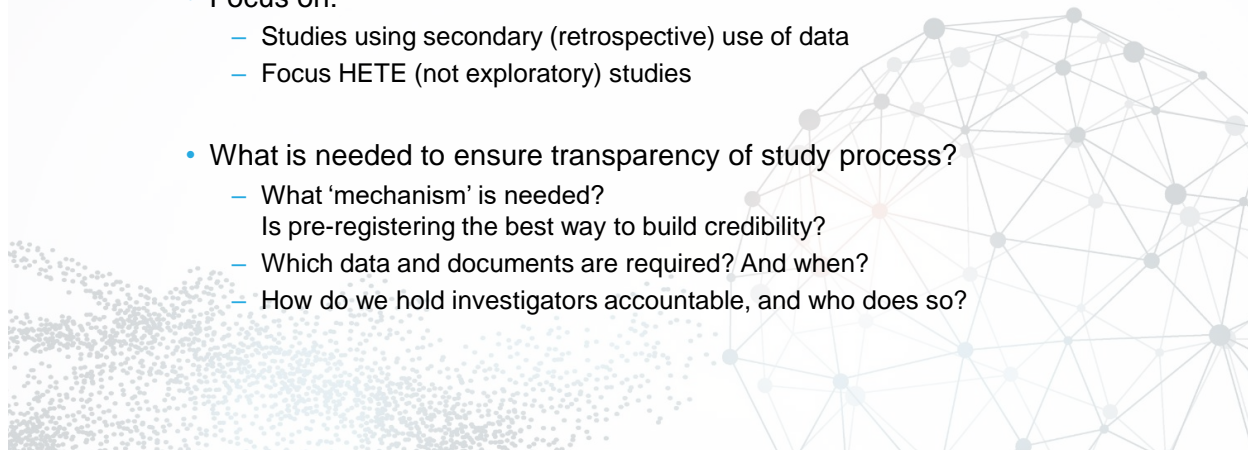 • Focus on:
– Studies using secondary (retrospective) use of data
– Focus HETE (not exploratory) studies
• What is needed to ensure transparency of study process?
– What ‘mechanism’ is needed?
Is pre-registering the best way to build credibility?
– Which data and documents are required? And when?
– How do we hold investigators accountable, and who does so?